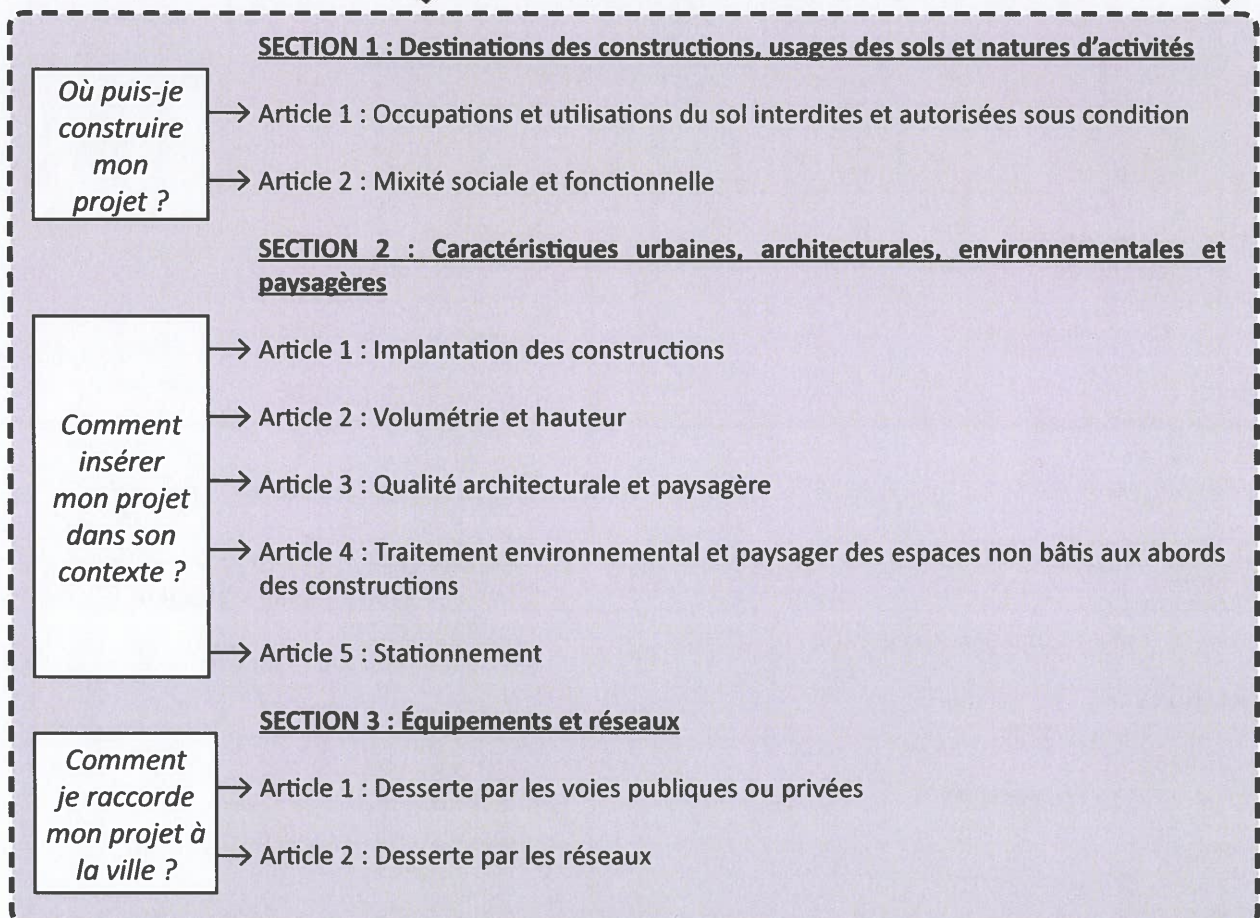 SECTION 1 : Destinations des constructions, usages des sols et natures d'activités
Où puis-je
construire
mon
projet ?
Article 1 : Occupations et utilisations du sol interdites et autorisées sous condition
Article 2 : Mixité sociale et fonctionnelle
SECTION 2 : Caractéristiques urbaines, architecturales, environnementales et
paysagères
Comment
insérer
mon projet
dans son
contexte ?
Article 1 : Implantation des constructions
Article 2 : Volumétrie et hauteur
Article 3 : Qualité architecturale et paysagère
Article 4 : Traitement environnemental et paysager des espaces non bâtis aux abords
des constructions
Article 5 : Stationnement
SECTION 3 : Équipements et réseaux
Comment
je raccorde
mon projet à
la ville ?
Article 1 : Desserte par les voies publiques ou privées
Article 2 : Desserte par les réseaux